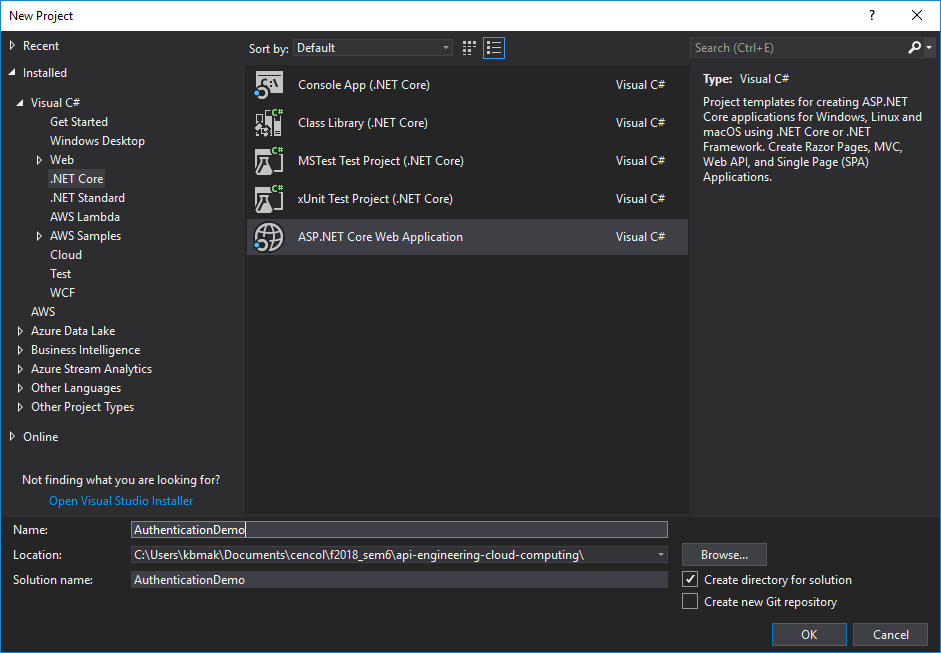 New Project
?
Recent
Installed
Visual C#
Get Started
Windows Desktop
Web
.NET Core
.NET Standard
AWS Lambda
AWS Samples
Cloud
Test
WCF
AWS
Azure Data Lake
Business Intelligence
Azure Stream Analytics
Other Languages
Other Project Types
Online
Not finding what you are looking for?
Open Visual Studio Installer
Sort by: Default
Console App (.NET Core) Visual C#
Class Library (.NET Core) Visual C#
MSTest Test Project (.NET Core) Visual C#
xUnit Test Project (.NET Core) Visual C#
ASP.NET Core Web Application Visual C#
Search (Ctrl+E)
Type: Visual C#
Project templates for creating ASP.NET
Core applications for Windows, Linux and
macOS using .NET Core or .NET
Framework. Create Razor Pages, MVC,
Web API, and Single Page (SPA)
Applications.
Name: AuthenticationDemo
Location: C:\Users\kbmak\Documents\cencol\f2018_sem6\api-engineering-cloud-computing\
Browse...
Solution name: AuthenticationDemo
Create directory for solution
Create new Git repository
OK
Cancel